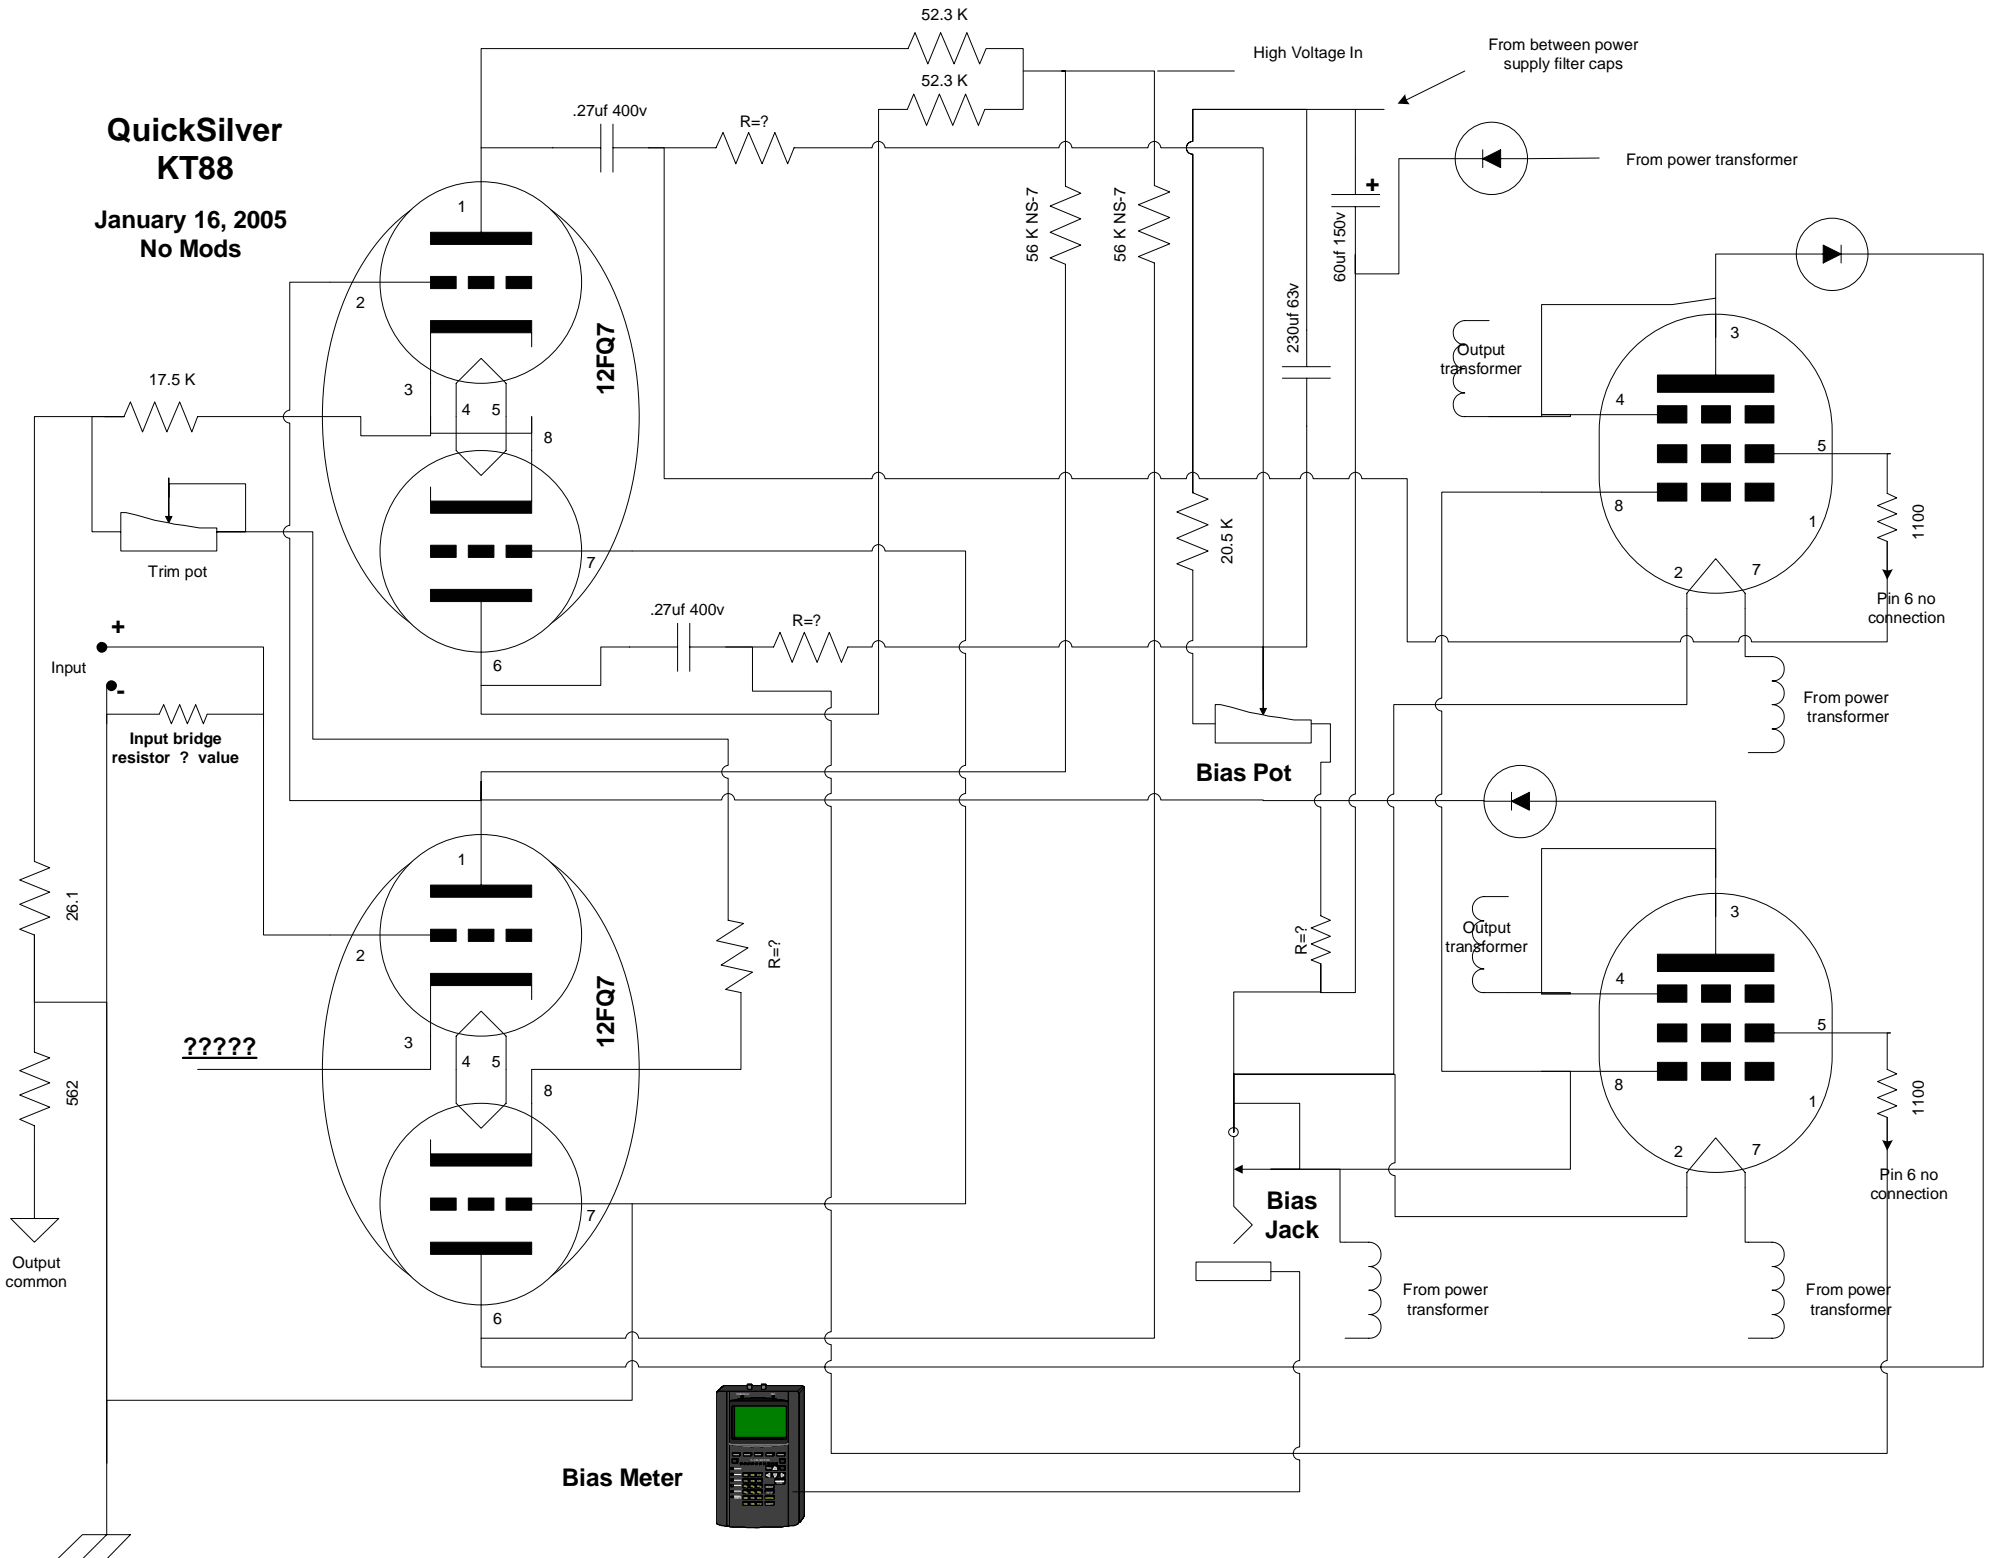 52.3 K
High Voltage In
From between power
supply filter caps
52.3 K
.27uf 400v
R=?
QuickSilver
KT88
January 16, 2005
No Mods
From power transformer
+
56 K NS-7
56 K NS-7
60uf 150v
230uf 63v
1
2
3
4 5
8
7
6
12FQ7
17.5 K
Trim pot
Output
transformer
3
4
5
8
1
2
7
1100
Pin 6 no
connection
20.5 K
.27uf 400v
R=?
+
Input
-
Input bridge
resistor ? value
From power
transformer
Bias Pot
1
2
3
4 5
8
7
6
12FQ7
R=?
R=?
26.1
?????
562
Output
common
Output
transformer
3
4
5
8
1
2
7
1100
Pin 6 no
connection
Bias
Jack
From power
transformer
From power
transformer
Bias Meter